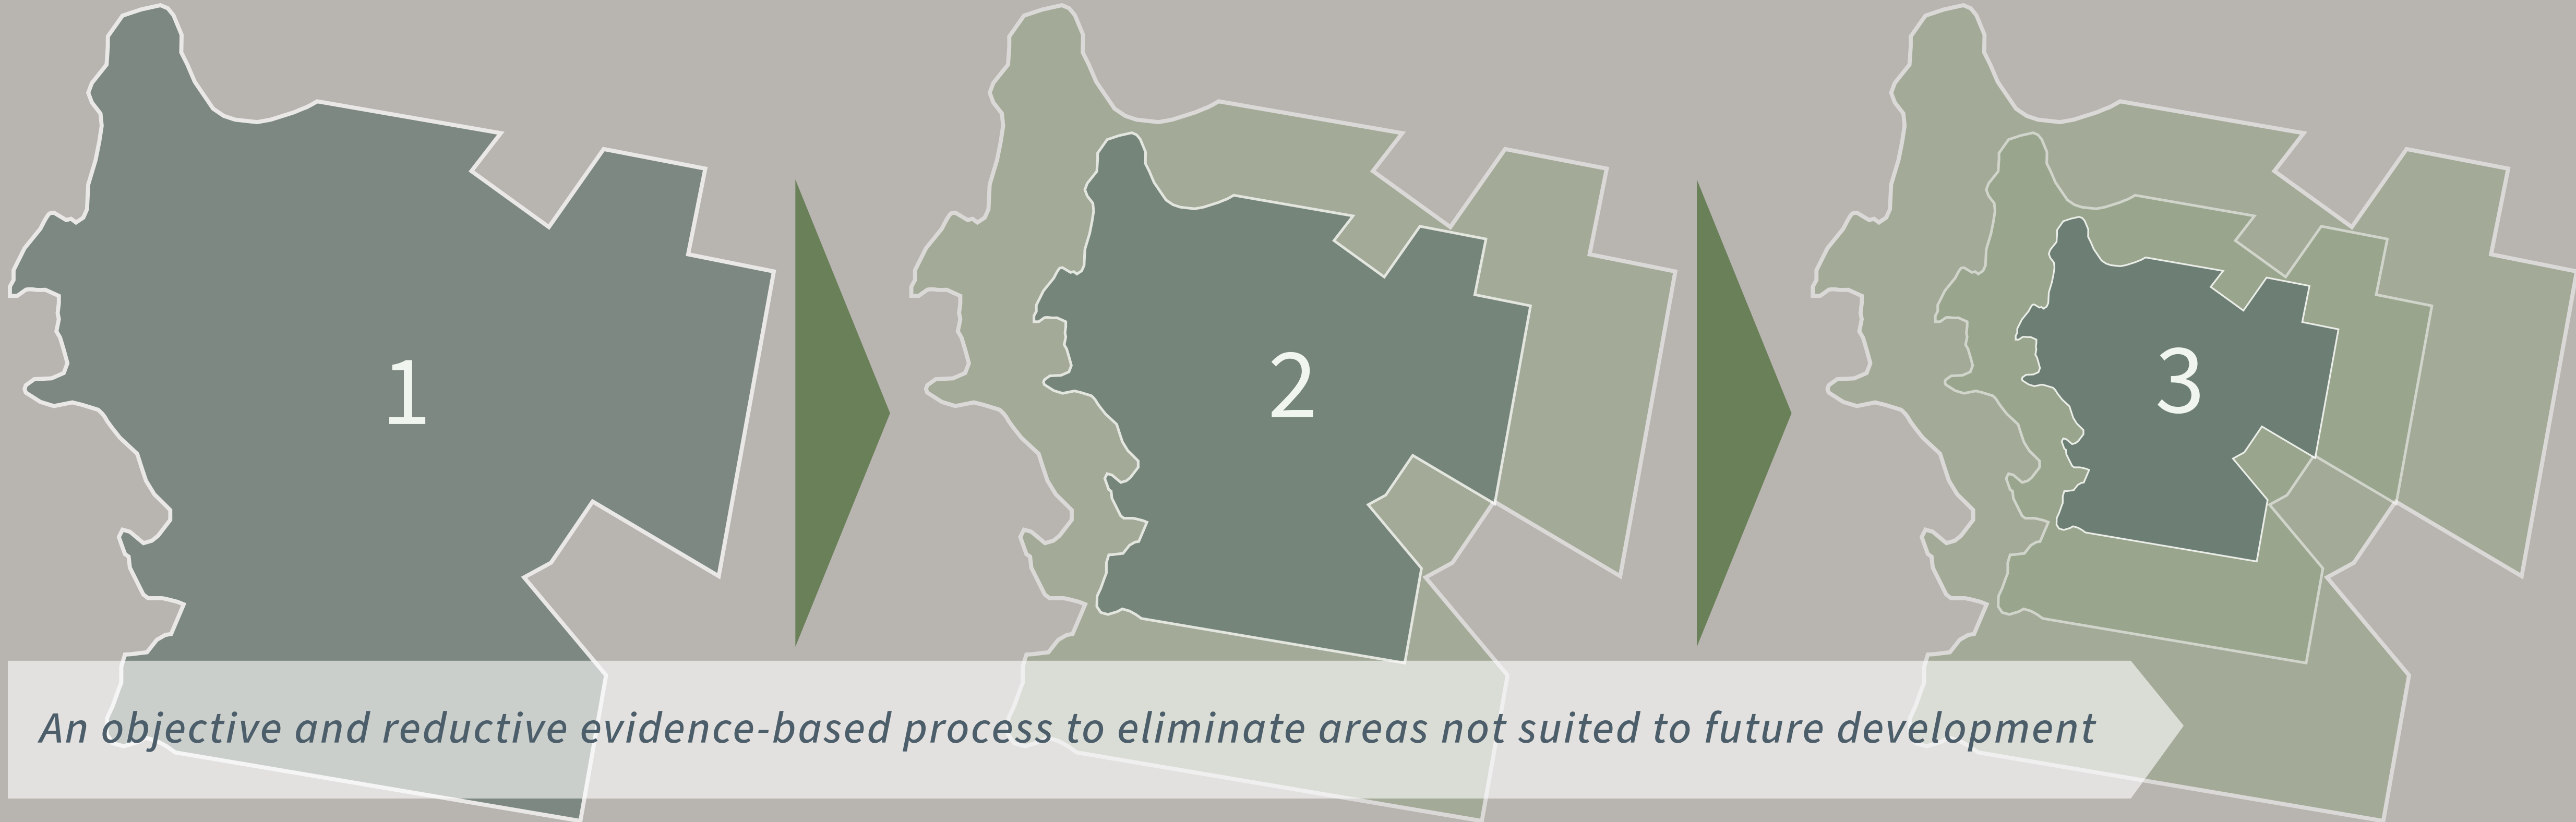 1
2
3
An objective and reductive evidence-based process to eliminate areas not suited to future development